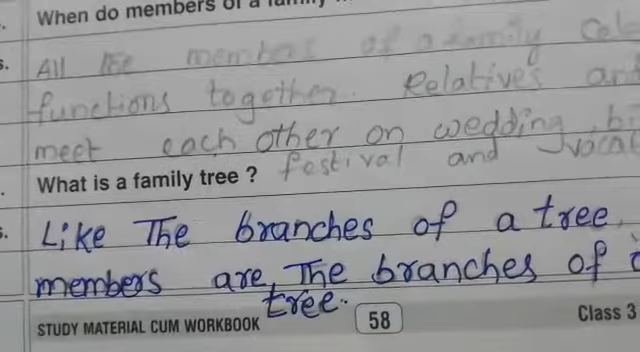 When do members of a family
All the members of a family Cele
functions together. Relatives and
meet each other on wedding, bi
festival and vocat
What is a family tree ?
Like The branches of a tree,
members are, The branches of
tree.
STUDY MATERIAL CUM WORKBOOK 58 Class 3